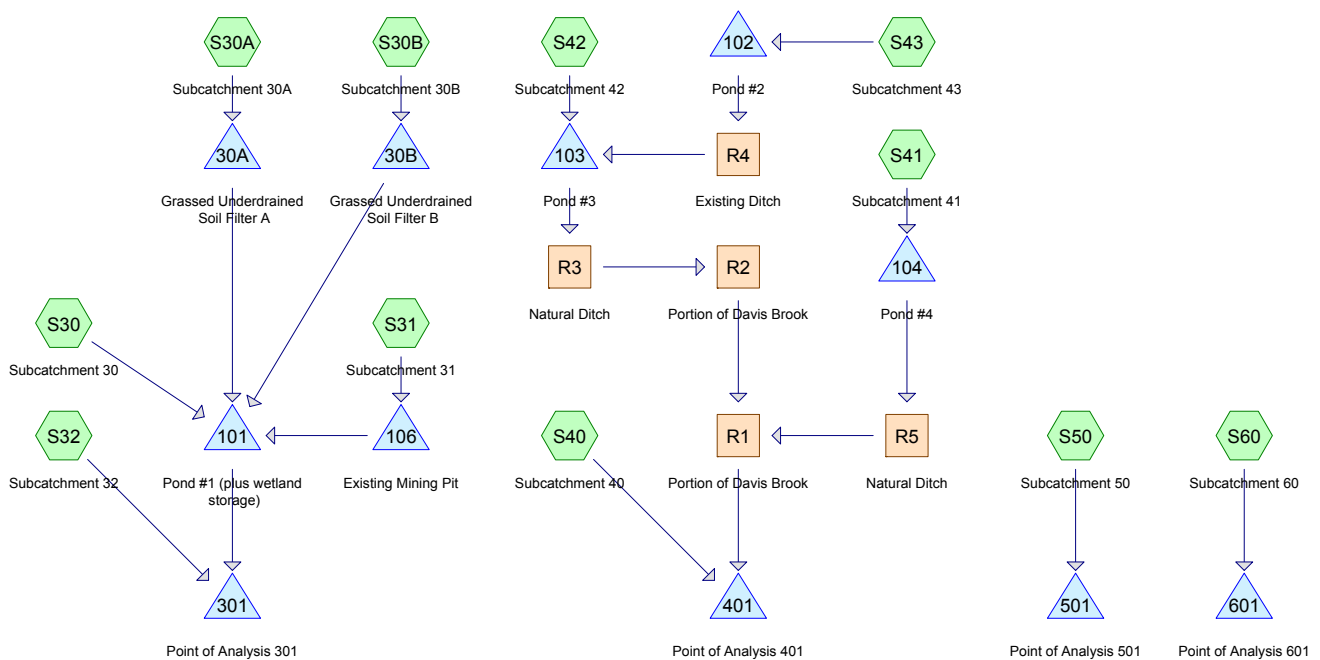 S30A
S30B
S42
102
S43
Subcatchment 30A
Subcatchment 30B
Subcatchment 42
Pond #2
Subcatchment 43
30A
30B
103
R4
S41
Grassed Underdrained
Soil Filter A
Grassed Underdrained
Soil Filter B
Pond #3
Existing Ditch
Subcatchment 41
R3
R2
104
Natural Ditch
Portion of Davis Brook
Pond #4
S30
S31
Subcatchment 30
Subcatchment 31
S32
101
106
S40
R1
R5
S50
S60
Subcatchment 32
Pond #1 (plus wetland
storage)
Existing Mining Pit
Subcatchment 40
Portion of Davis Brook
Natural Ditch
Subcatchment 50
Subcatchment 60
301
401
501
601
Point of Analysis 301
Point of Analysis 401
Point of Analysis 501
Point of Analysis 601